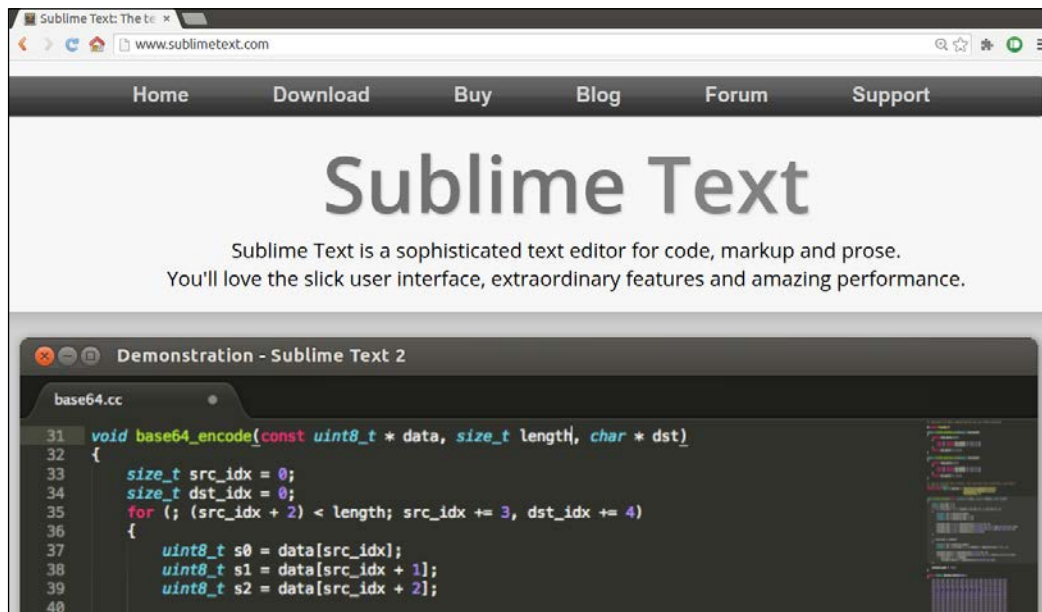 Sublime Text: The te
www.sublimetext.com
Home Download Buy Blog Forum Support
Sublime Text
Sublime Text is a sophisticated text editor for code, markup and prose.
You'll love the slick user interface, extraordinary features and amazing performance.
Demonstration - Sublime Text 2
base64.cc
31 void base64_encode(const uint8_t * data, size_t length, char * dst)
32 {
33 size_t src_idx = 0;
34 size_t dst_idx = 0;
35 for (; (src_idx + 2) < length; src_idx += 3, dst_idx += 4)
36 {
37 uint8_t s0 = data[src_idx];
38 uint8_t s1 = data[src_idx + 1];
39 uint8_t s2 = data[src_idx + 2];
40